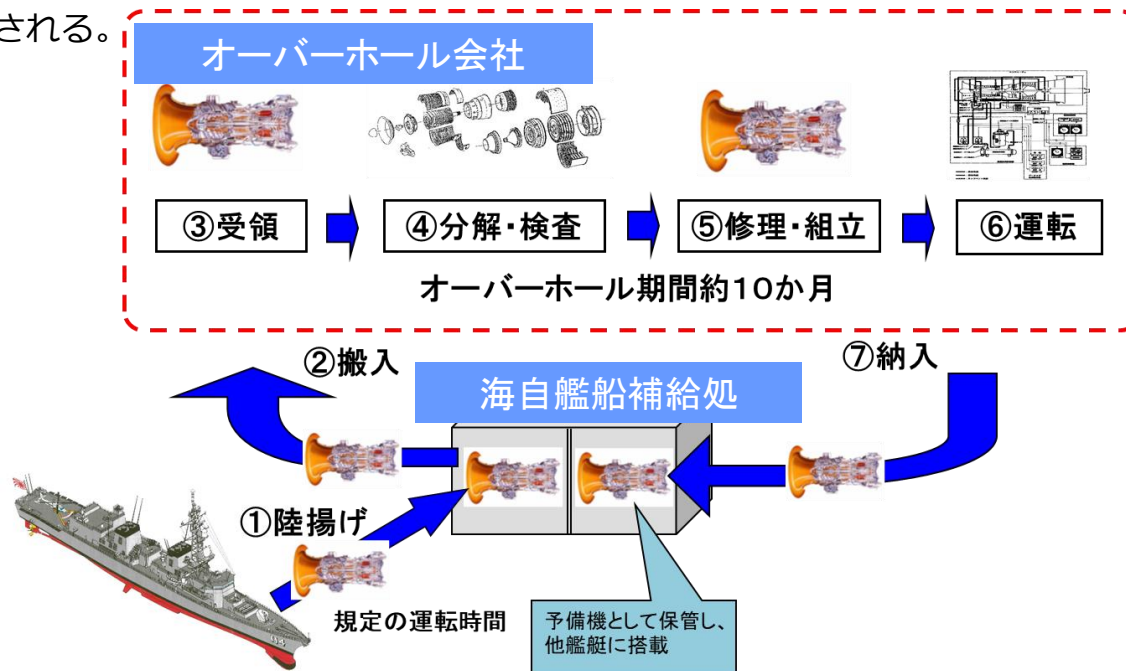 される。
オーバーホール会社
③受領
④分解・検査
⑤修理・組立
⑥運転
オーバーホール期間約10か月
②搬入
⑦納入
海自艦船補給処
①陸揚げ
規定の運転時間
予備機として保管し、
他艦艇に搭載